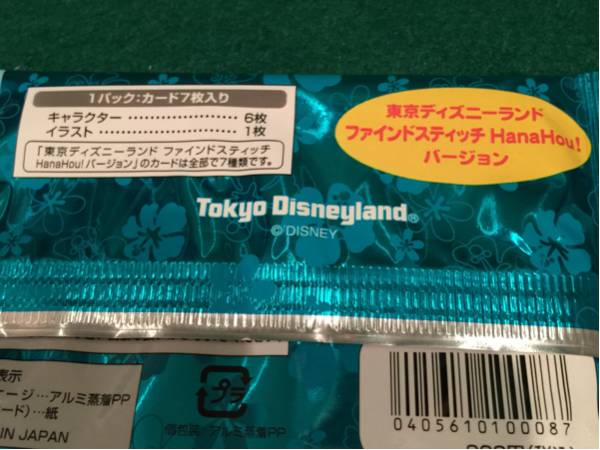 1パック:カード7枚入り
キャラクター ………………… 6枚
イラスト ……………………… 1枚
「東京ディズニーランド ファインドスティッチ
HanaHou!バージョン」のカードは全部で7種類です。
東京ディズニーランド
ファインドスティッチ HanaHou!
バージョン
Tokyo Disneyland®
©DISNEY
表示
ージ…アルミ蒸着PP
ード)…紙
IN JAPAN
プラ
個包装:アルミ蒸着PP
0405610100087